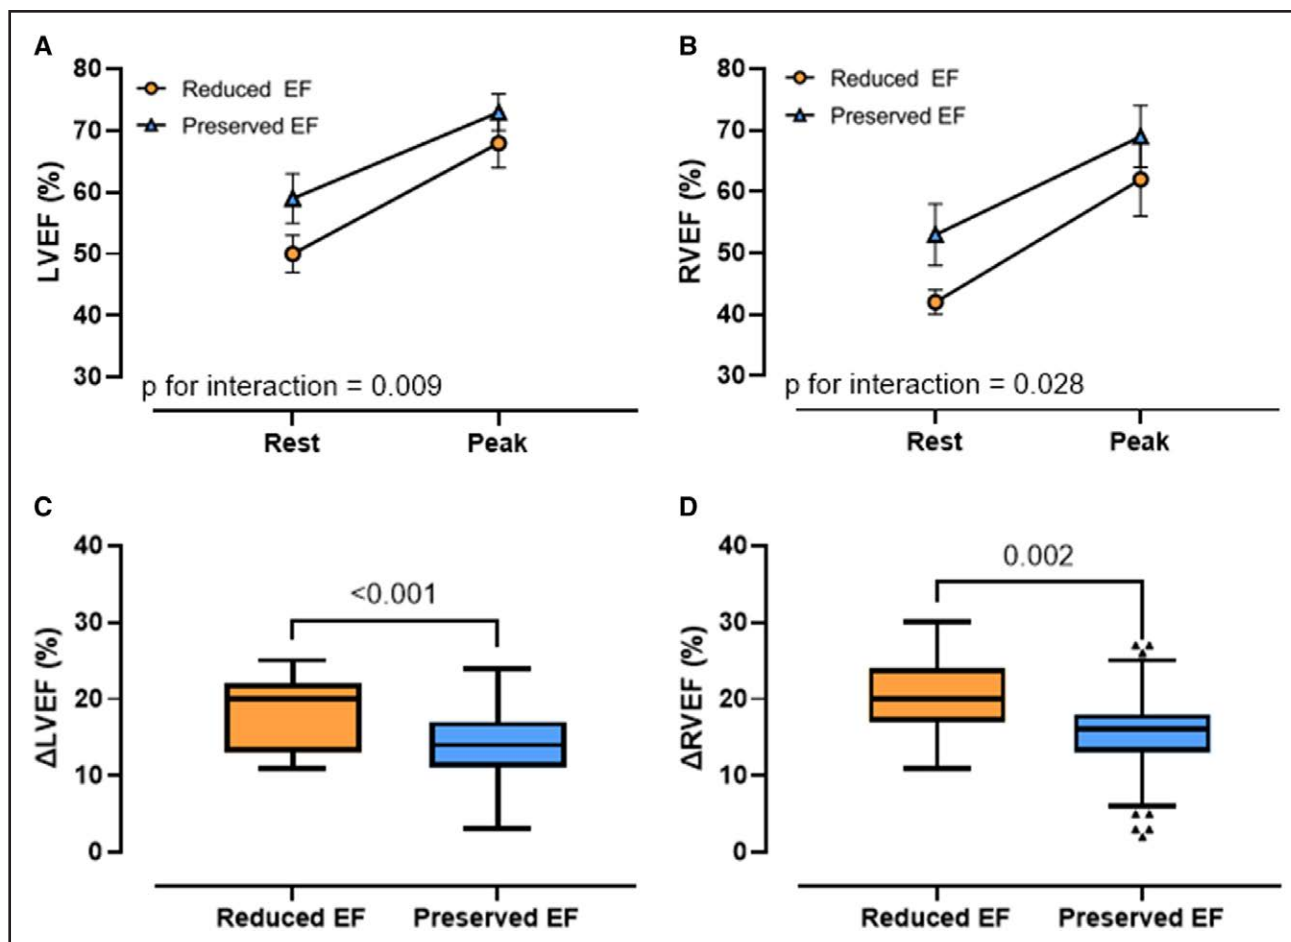 A
80
70
60
50
40
30
LVEF (%)
Reduced EF
Preserved EF
p for interaction = 0.009
Rest Peak
B
80
70
60
50
40
30
RVEF (%)
Reduced EF
Preserved EF
p for interaction = 0.028
Rest Peak
C
40
30
20
10
0
ΔLVEF (%)
<0.001
Reduced EF Preserved EF
D
40
30
20
10
0
ΔRVEF (%)
0.002
Reduced EF Preserved EF